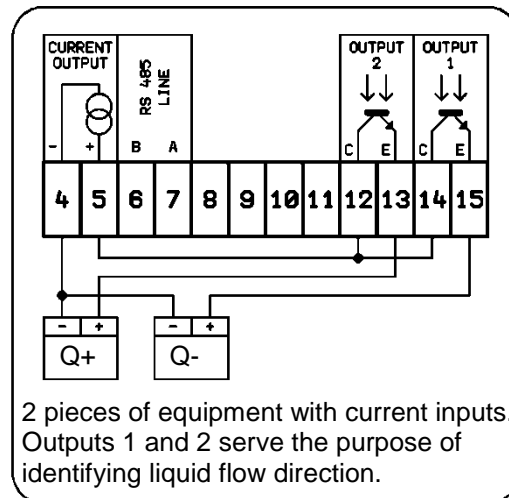 CURRENT OUTPUT
RS 485 LINE
OUTPUT 2
OUTPUT 1
- + B A C E C E
4 5 6 7 8 9 10 11 12 13 14 15
- + - +
Q+ Q-
2 pieces of equipment with current inputs.
Outputs 1 and 2 serve the purpose of
identifying liquid flow direction.